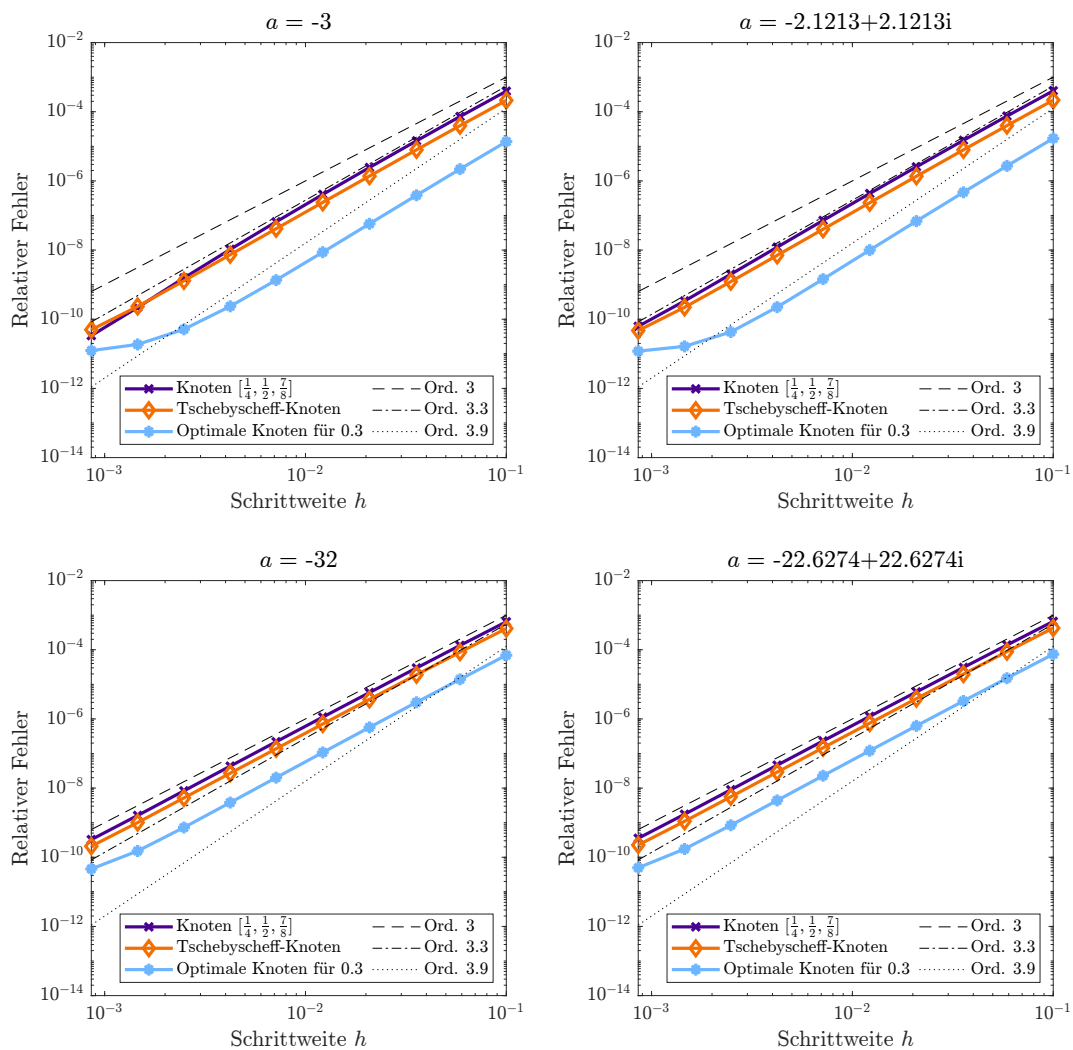 a = -3
10^-2
10^-4
10^-6
10^-8
10^-10
10^-12
10^-14
Relativer Fehler
Knoten [1/4, 1/2, 7/8]
Tschebyscheff-Knoten
Optimale Knoten für 0.3
Ord. 3
Ord. 3.3
Ord. 3.9
10^-3
10^-2
10^-1
Schrittweite h
a = -2.1213+2.1213i
10^-2
10^-4
10^-6
10^-8
10^-10
10^-12
10^-14
Relativer Fehler
Knoten [1/4, 1/2, 7/8]
Tschebyscheff-Knoten
Optimale Knoten für 0.3
Ord. 3
Ord. 3.3
Ord. 3.9
10^-3
10^-2
10^-1
Schrittweite h
a = -32
10^-2
10^-4
10^-6
10^-8
10^-10
10^-12
10^-14
Relativer Fehler
Knoten [1/4, 1/2, 7/8]
Tschebyscheff-Knoten
Optimale Knoten für 0.3
Ord. 3
Ord. 3.3
Ord. 3.9
10^-3
10^-2
10^-1
Schrittweite h
a = -22.6274+22.6274i
10^-2
10^-4
10^-6
10^-8
10^-10
10^-12
10^-14
Relativer Fehler
Knoten [1/4, 1/2, 7/8]
Tschebyscheff-Knoten
Optimale Knoten für 0.3
Ord. 3
Ord. 3.3
Ord. 3.9
10^-3
10^-2
10^-1
Schrittweite h